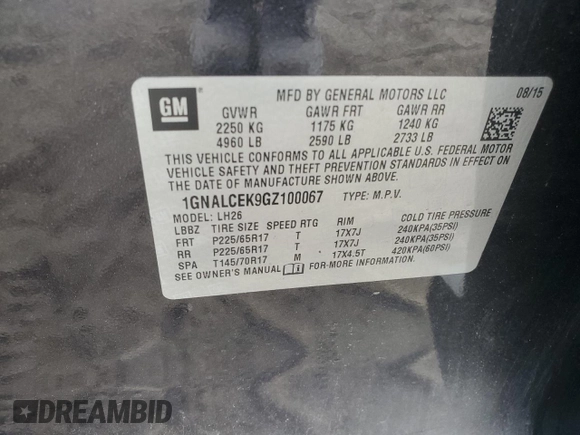 GM
MFD BY GENERAL MOTORS LLC 08/15
GVWR GAWR FRT GAWR RR
2250 KG 1175 KG 1240 KG
4960 LB 2590 LB 2733 LB
THIS VEHICLE CONFORMS TO ALL APPLICABLE U.S. FEDERAL MOTOR
VEHICLE SAFETY AND THEFT PREVENTION STANDARDS IN EFFECT ON
THE DATE OF MANUFACTURE SHOWN ABOVE.
1GNALCEK9GZ100067 TYPE: M.P.V.
MODEL: LH26
LBBZ TIRE SIZE SPEED RTG RIM COLD TIRE PRESSURE
FRT P225/65R17 T 17X7J 240KPA(35PSI)
RR P225/65R17 T 17X7J 240KPA(35PSI)
SPA T145/70R17 M 17X4.5T 420KPA(60PSI)
SEE OWNER'S MANUAL FOR MORE INFORMATION.
DREAMBID